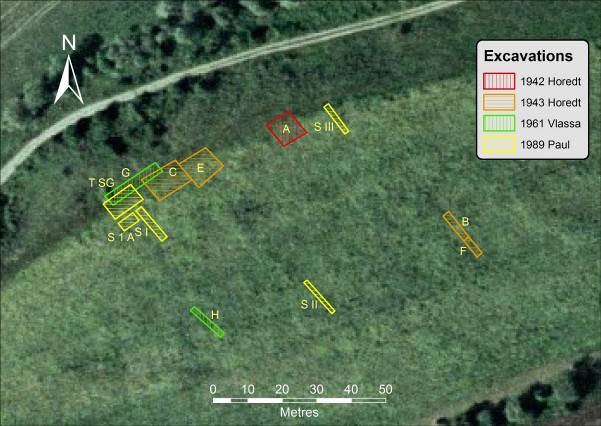 N
Excavations
1942 Horedt
1943 Horedt
1961 Vlassa
1989 Paul
A
S III
G
C
E
T SG
S 1 A
S I
B
F
S II
H
0
10
20
30
40
50
Metres